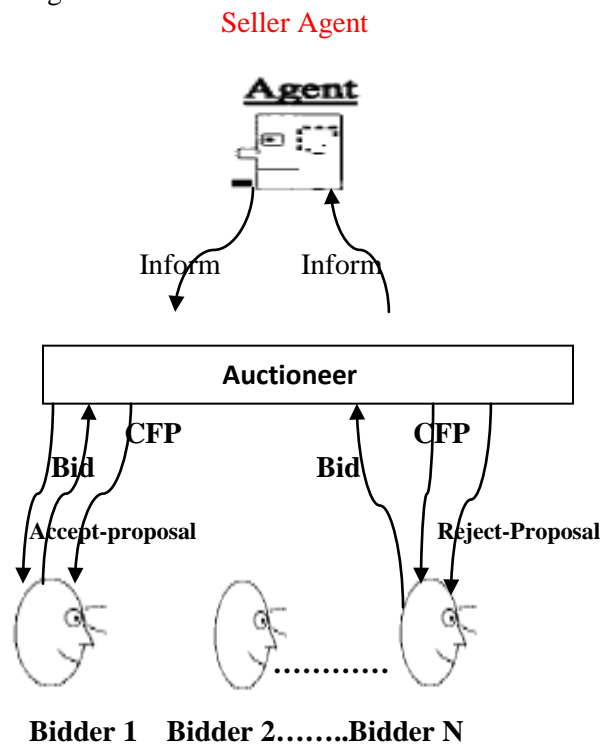 Seller Agent
Agent
Inform Inform
Auctioneer
CFP CFP
Bid Bid
Accept-proposal Reject-Proposal
…………
Bidder 1 Bidder 2……..Bidder N